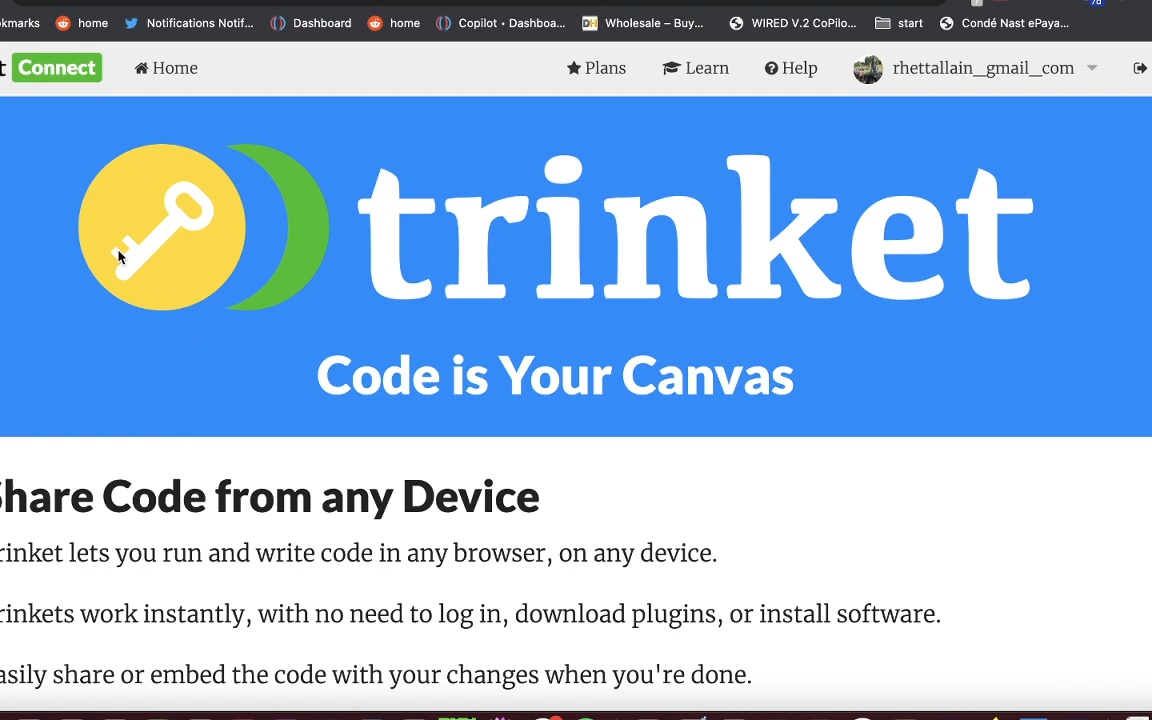 kmarks home Notifications Notif... Dashboard home Copilot • Dashboa... DH Wholesale – Buy... WIRED V.2 CoPilo... start Condé Nast ePaya...
t Connect Home Plans Learn Help rhettallain_gmail_com
trinket
Code is Your Canvas
Share Code from any Device
rinket lets you run and write code in any browser, on any device.
rinkets work instantly, with no need to log in, download plugins, or install software.
asily share or embed the code with your changes when you're done.